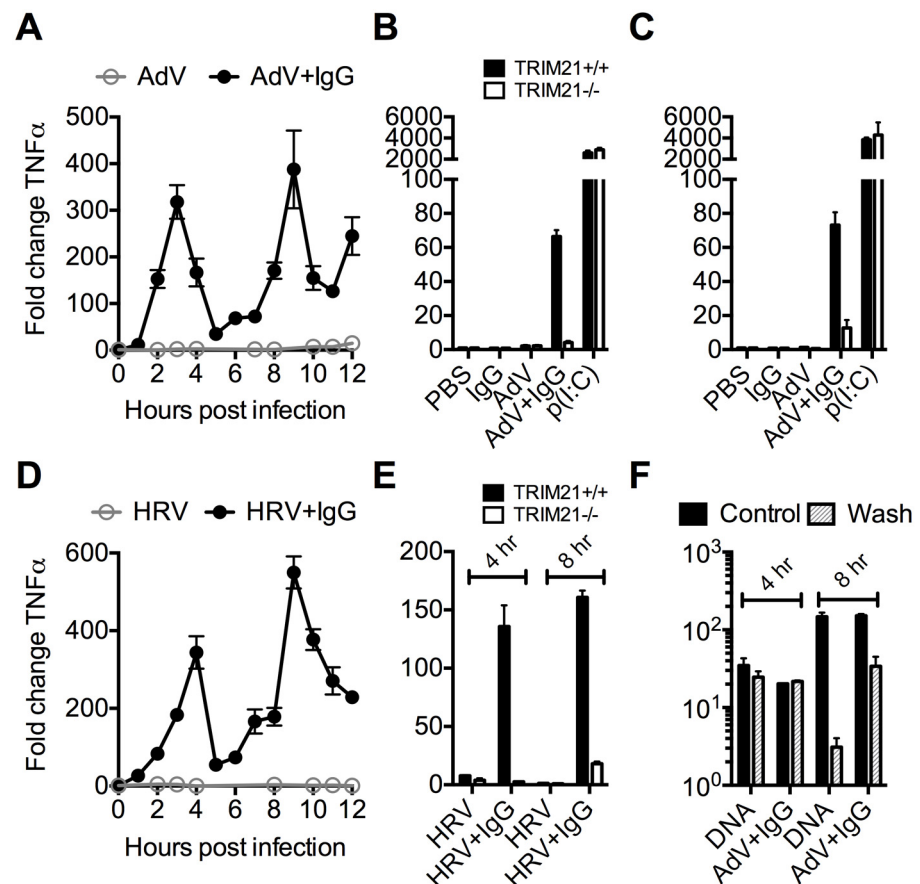 A
AdV AdV+IgG
Fold change TNFα
500
400
300
200
100
0
0 2 4 6 8 10 12
Hours post infection
B
TRIM21+/+
TRIM21-/-
6000
4000
2000
100
80
60
40
20
0
PBS IgG AdV AdV+IgG p(I:C)
C
6000
4000
2000
100
80
60
40
20
0
PBS IgG AdV AdV+IgG p(I:C)
D
HRV HRV+IgG
Fold change TNFα
600
400
200
0
0 2 4 6 8 10 12
Hours post infection
E
TRIM21+/+
TRIM21-/-
4 hr 8 hr
200
150
100
50
0
HRV HRV+IgG HRV HRV+IgG
F
Control Wash
4 hr 8 hr
10³
10²
10¹
10⁰
DNA AdV+IgG DNA AdV+IgG